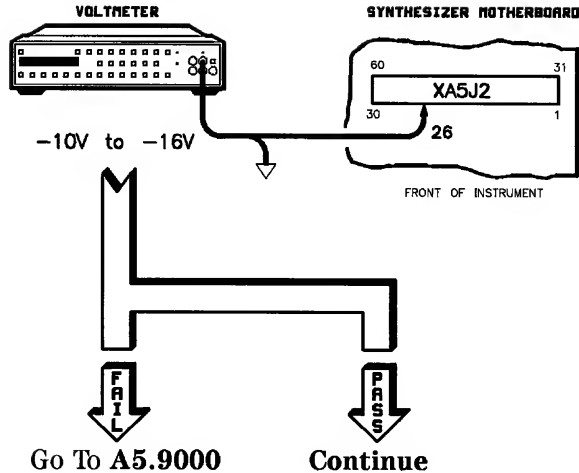 VOLTMETER
SYNTHESIZER MOTHERBOARD
60
31
XA5J2
30
1
26
-10V to -16V
FRONT OF INSTRUMENT
FAIL
PASS
Go To A5.9000
Continue